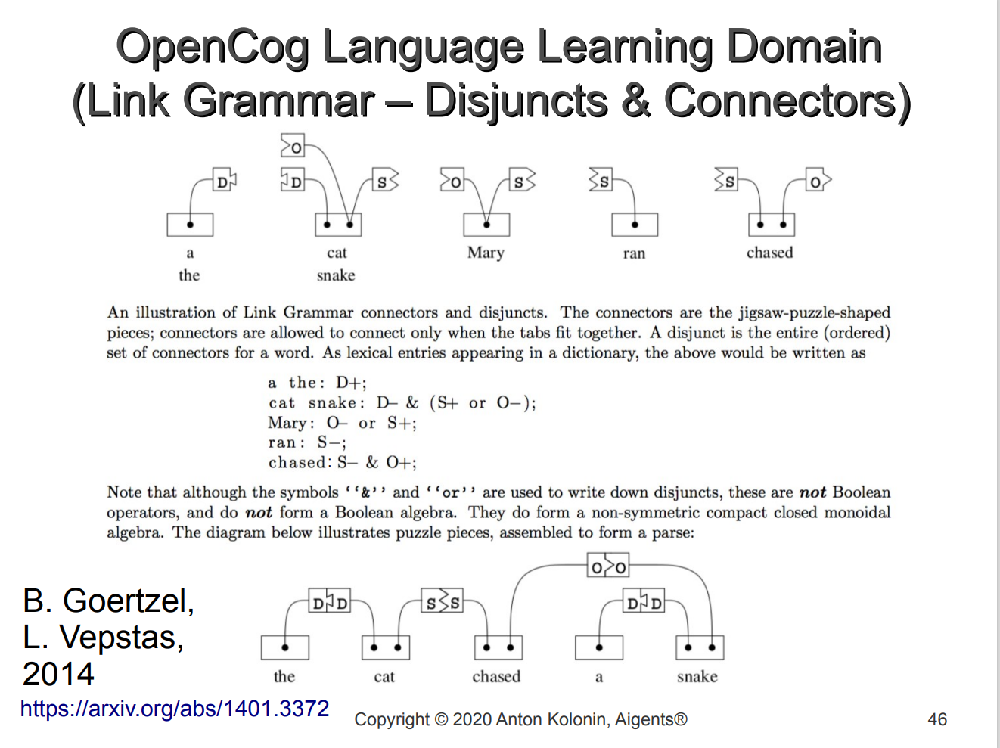 OpenCog Language Learning Domain
(Link Grammar – Disjuncts & Connectors)
O
D D S O S S S O
a cat Mary ran chased
the snake
An illustration of Link Grammar connectors and disjuncts. The connectors are the jigsaw-puzzle-shaped
pieces; connectors are allowed to connect only when the tabs fit together. A disjunct is the entire (ordered)
set of connectors for a word. As lexical entries appearing in a dictionary, the above would be written as
a the: D+;
cat snake: D− & (S+ or O−);
Mary: O− or S+;
ran: S−;
chased: S− & O+;
Note that although the symbols ‘‘&’’ and ‘‘or’’ are used to write down disjuncts, these are not Boolean
operators, and do not form a Boolean algebra. They do form a non-symmetric compact closed monoidal
algebra. The diagram below illustrates puzzle pieces, assembled to form a parse:
O O
D D S S D D
the cat chased a snake
B. Goertzel,
L. Vepstas,
2014
https://arxiv.org/abs/1401.3372
Copyright © 2020 Anton Kolonin, Aigents®
46